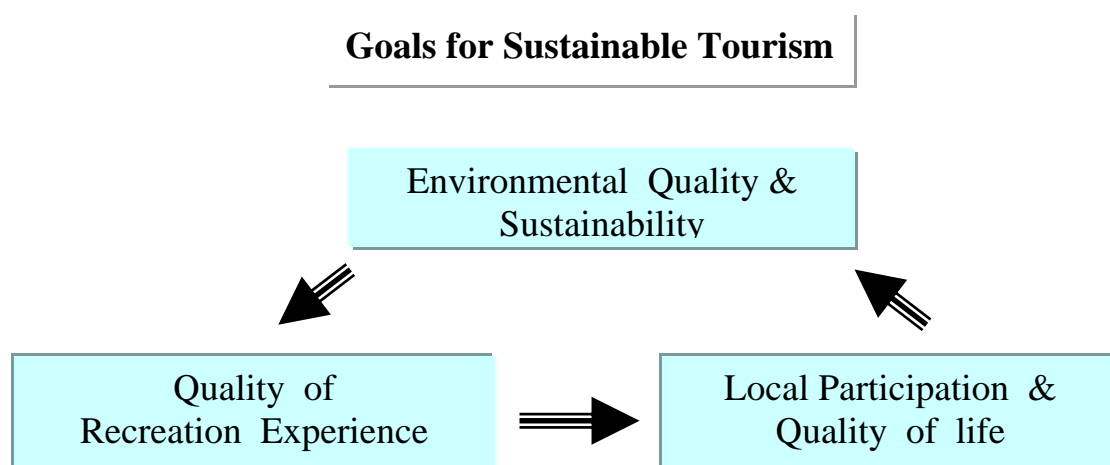 Goals for Sustainable Tourism
Environmental Quality &
Sustainability
Quality of
Recreation Experience
Local Participation &
Quality of life